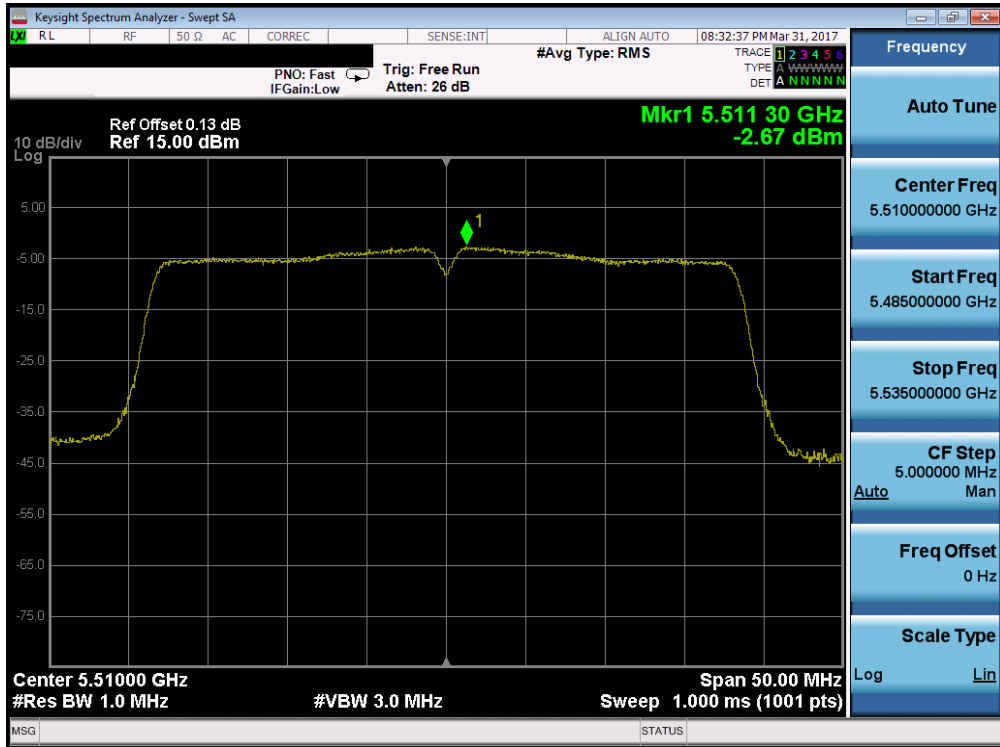 Keysight Spectrum Analyzer - Swept SA
LXI RL RF 50 Ω AC CORREC SENSE:INT ALIGN AUTO 08:32:37 PM Mar 31, 2017
#Avg Type: RMS TRACE 1 2 3 4 5 6
PNO: Fast Trig: Free Run TYPE A WWWWW
IFGain:Low Atten: 26 dB DET A N N N N N
Frequency
Auto Tune
Mkr1 5.511 30 GHz
-2.67 dBm
Ref Offset 0.13 dB
10 dB/div Ref 15.00 dBm
Log
1
5.00
-5.00
-15.0
-25.0
-35.0
-45.0
-55.0
-65.0
-75.0
Center 5.51000 GHz Span 50.00 MHz
#Res BW 1.0 MHz #VBW 3.0 MHz Sweep 1.000 ms (1001 pts)
Center Freq
5.510000000 GHz
Start Freq
5.485000000 GHz
Stop Freq
5.535000000 GHz
CF Step
5.000000 MHz
Auto Man
Freq Offset
0 Hz
Scale Type
Log Lin
MSG STATUS